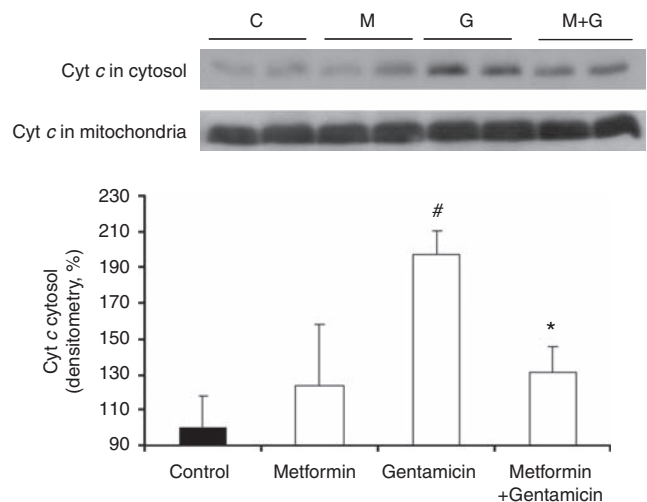 C M G M+G
Cyt c in cytosol
Cyt c in mitochondria
230
210
190
170
150
130
110
90
Cyt c cytosol
(densitometry, %)
#
*
Control Metformin Gentamicin Metformin
+Gentamicin